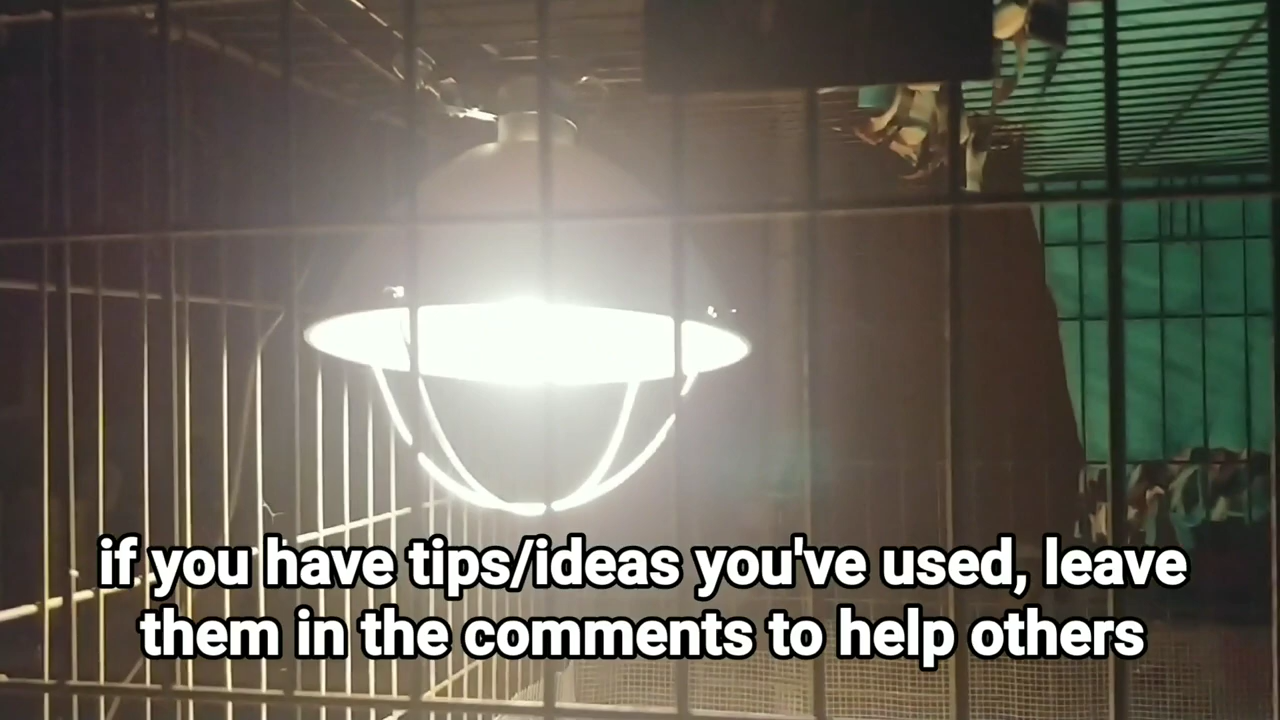 if you have tips/ideas you've used, leave
them in the comments to help others